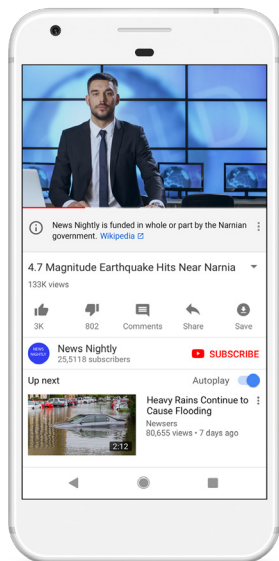 News Nightly is funded in whole or part by the Narnian
government. Wikipedia
4.7 Magnitude Earthquake Hits Near Narnia
133K views
3K
802
Comments
Share
Save
NEWS
NIGHTLY
News Nightly
25,5118 subscribers
SUBSCRIBE
Up next
Autoplay
2:12
Heavy Rains Continue to
Cause Flooding
Newsers
80,655 views • 7 days ago